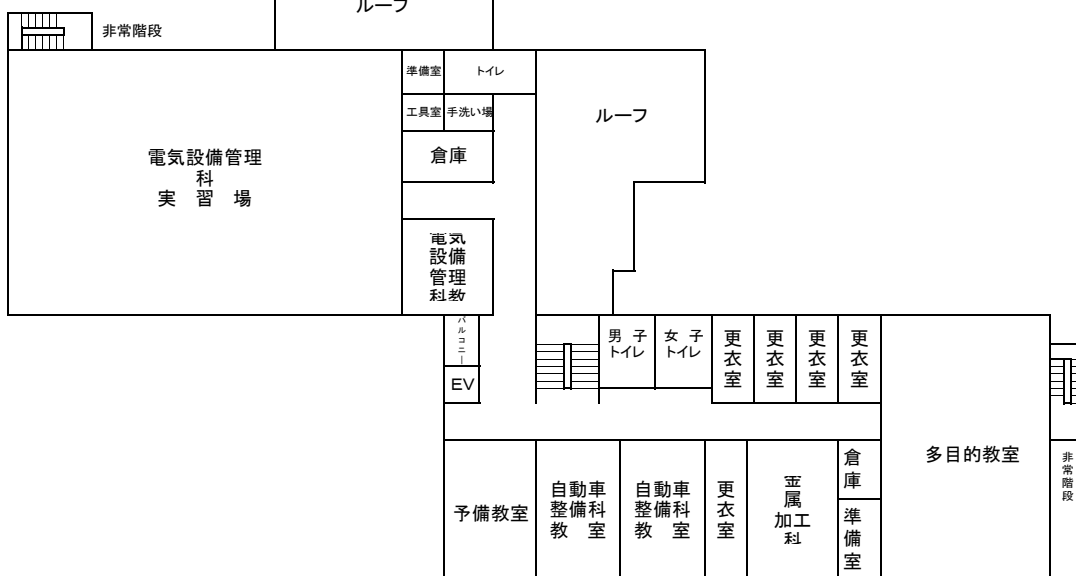 ルーフ
非常階段
準備室
トイレ
工具室
手洗い場
ルーフ
倉庫
電気設備管理
科
実 習 場
電気
設備
管理
科教
バルコニー
EV
男 子
トイレ
女 子
トイレ
更衣室
更衣室
更衣室
更衣室
多目的教室
非常階段
予備教室
自動車
整備科
教 室
自動車
整備科
教 室
更衣室
金属
加工
科
倉庫
準備室